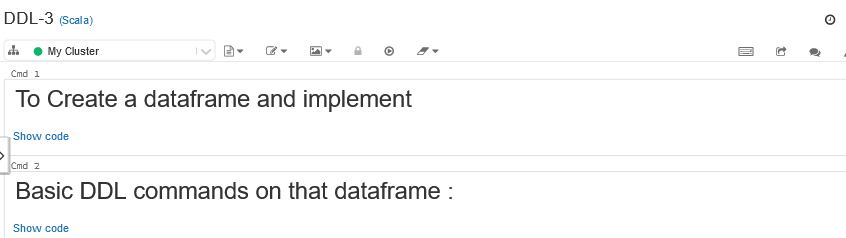 DDL-3 (Scala)
My Cluster
Cmd 1
To Create a dataframe and implement
Show code
Cmd 2
Basic DDL commands on that dataframe :
Show code